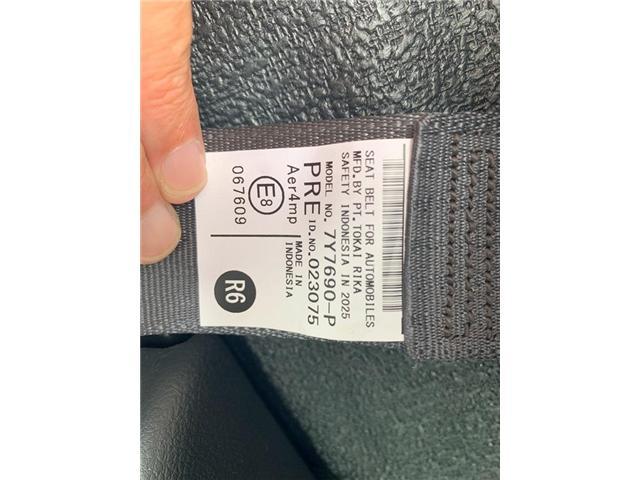 SEAT BELT FOR AUTOMOBILES
MFD.BY PT.TOKAI RIKA
SAFETY INDONESIA IN 2025
MODEL NO. 7Y7690-P
PRE ID.NO.023075
Aer4mp
MADE IN
INDONESIA
E8
067609
R6